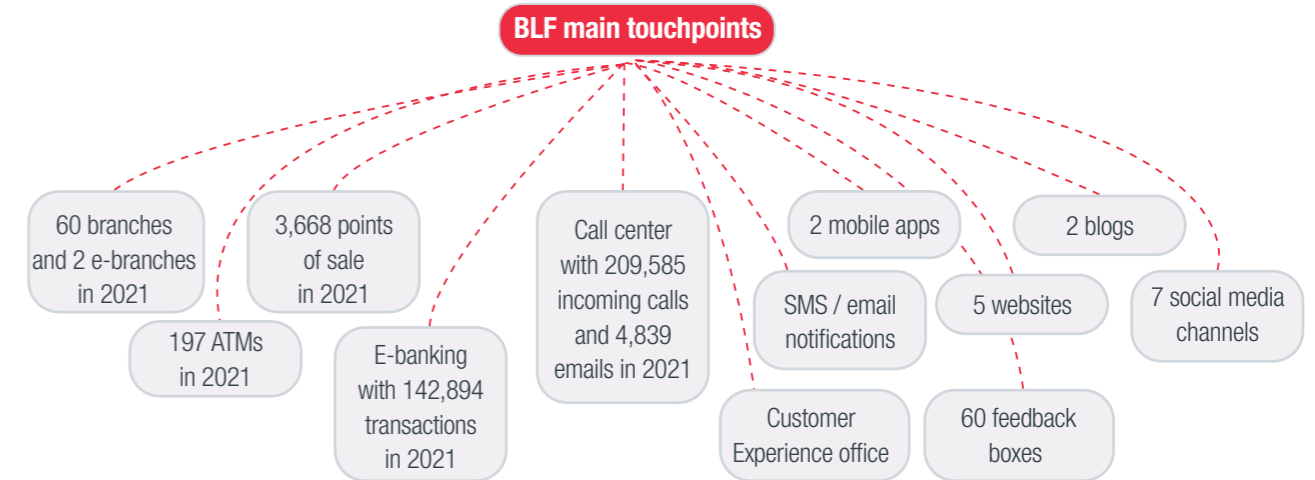 BLF main touchpoints
60 branches
and 2 e-branches
in 2021
197 ATMs
in 2021
3,668 points
of sale
in 2021
E-banking
with 142,894
transactions
in 2021
Call center
with 209,585
incoming calls
and 4,839
emails in 2021
SMS / email
notifications
Customer
Experience office
2 mobile apps
5 websites
60 feedback
boxes
2 blogs
7 social media
channels